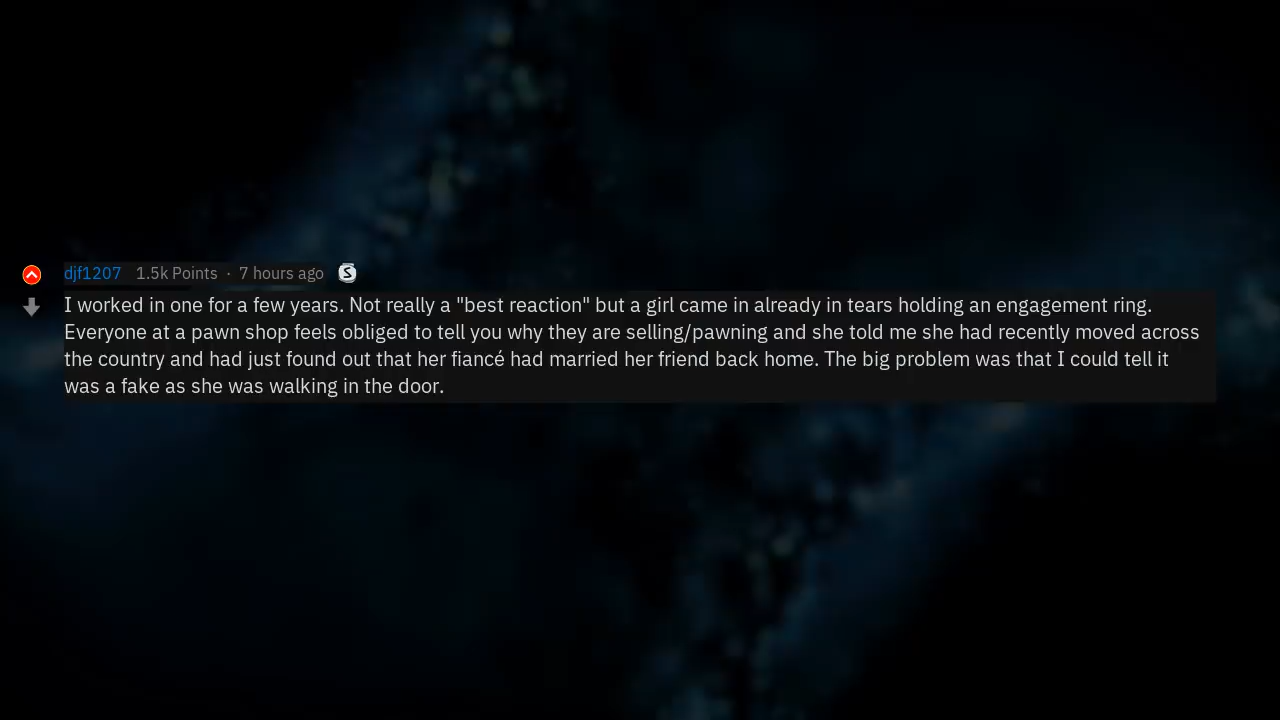 djf1207 1.5k Points · 7 hours ago S
I worked in one for a few years. Not really a "best reaction" but a girl came in already in tears holding an engagement ring.
Everyone at a pawn shop feels obliged to tell you why they are selling/pawning and she told me she had recently moved across
the country and had just found out that her fiancé had married her friend back home. The big problem was that I could tell it
was a fake as she was walking in the door.